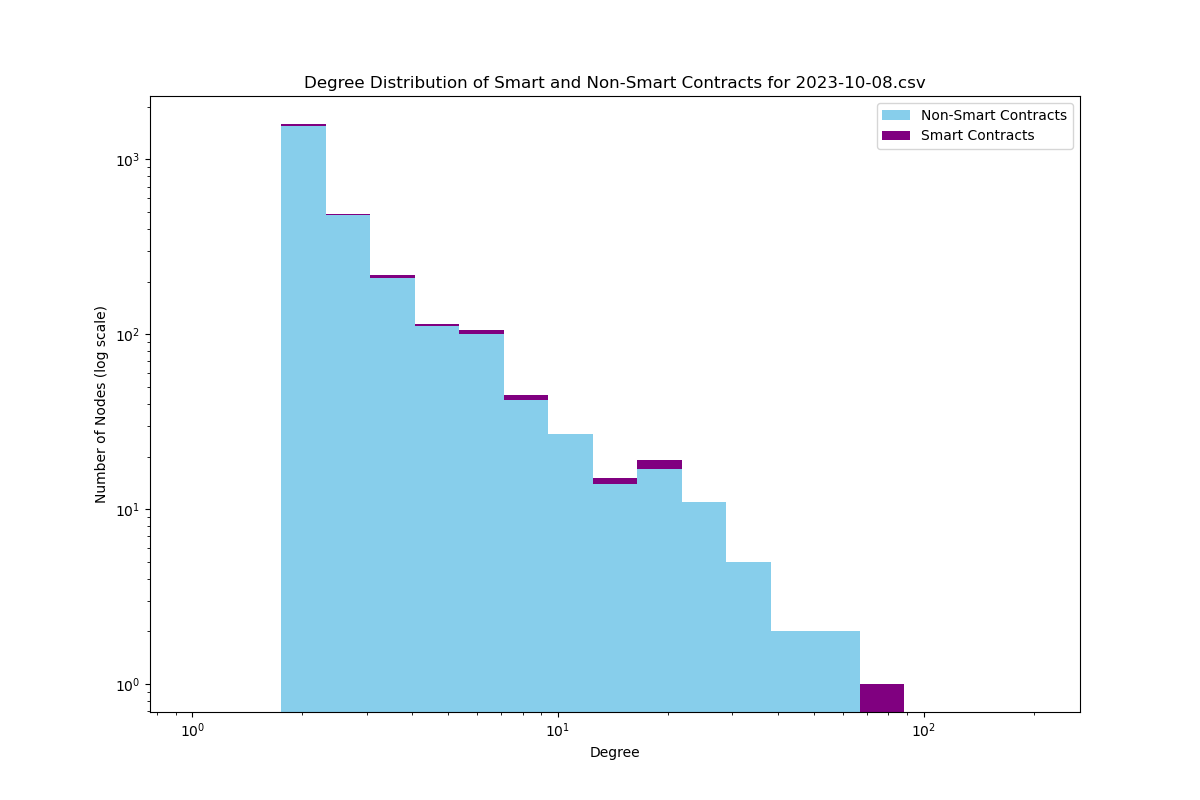 Degree Distribution of Smart and Non-Smart Contracts for 2023-10-08.csv
Non-Smart Contracts
Smart Contracts
Number of Nodes (log scale)
10³
10²
10¹
10⁰
10⁰ 10¹ 10²
Degree